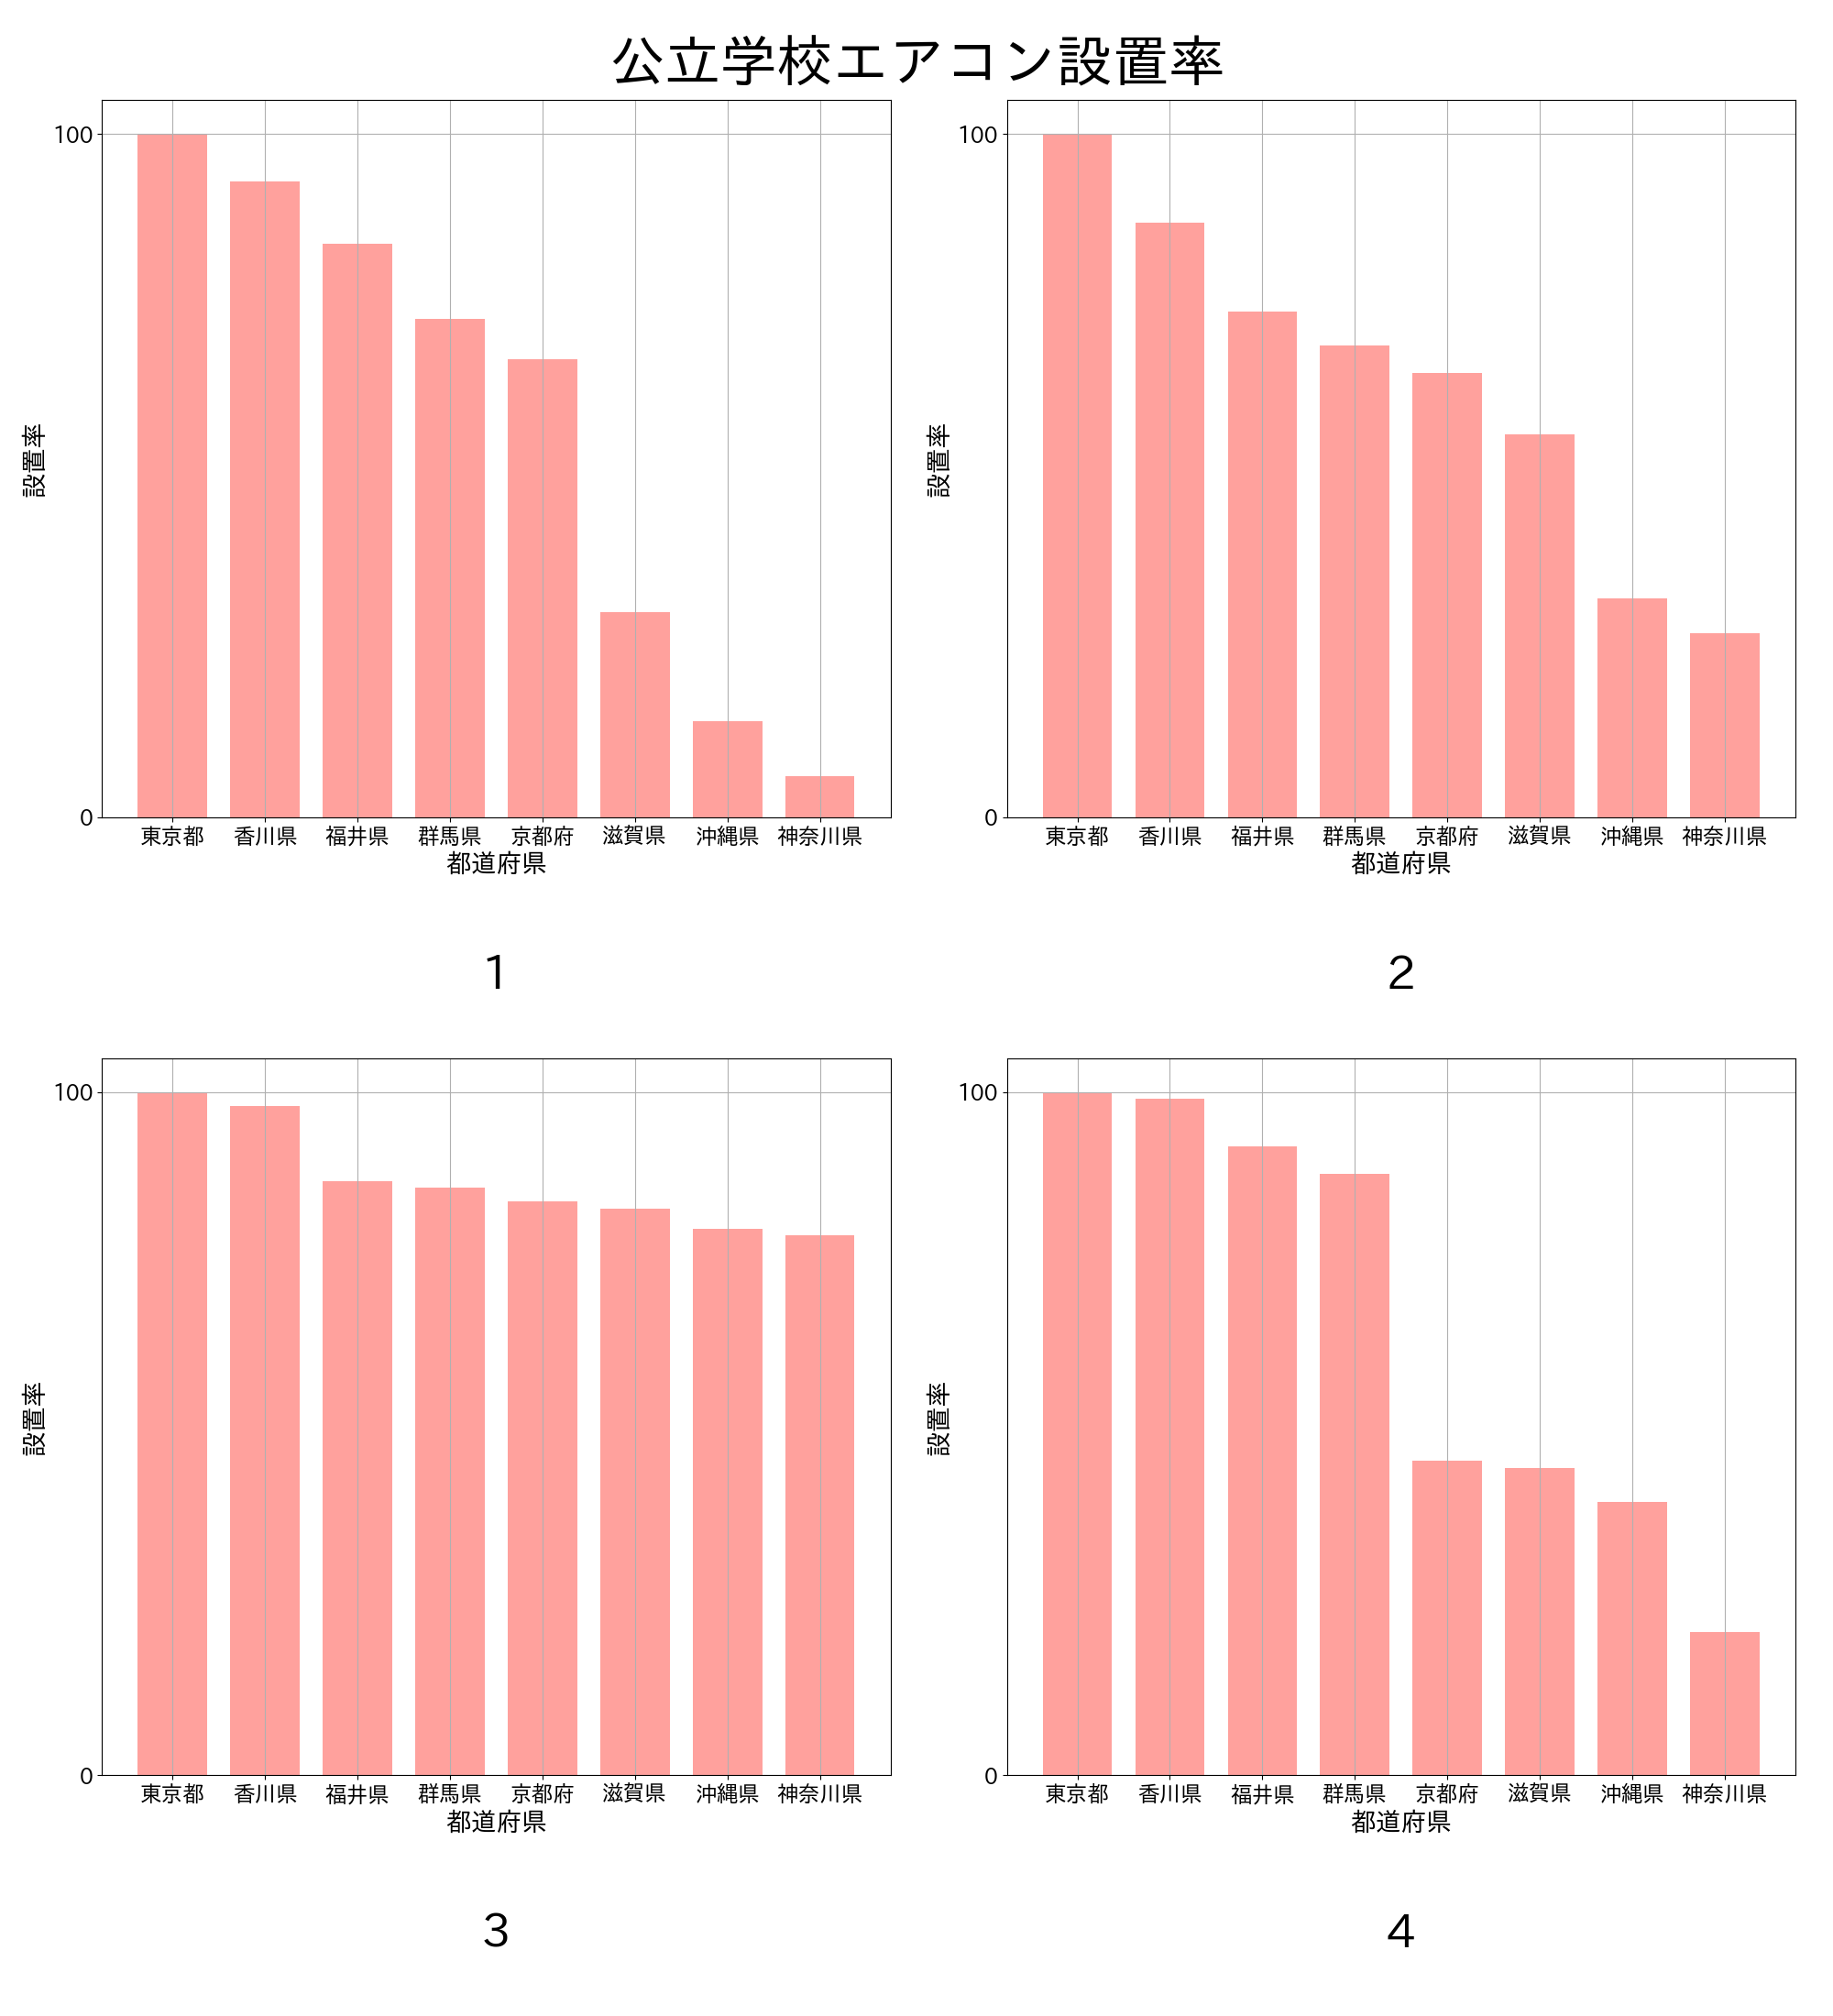 公立学校エアコン設置率
100
設置率
0
東京都 香川県 福井県 群馬県 京都府 滋賀県 沖縄県 神奈川県
都道府県
1
100
設置率
0
東京都 香川県 福井県 群馬県 京都府 滋賀県 沖縄県 神奈川県
都道府県
2
100
設置率
0
東京都 香川県 福井県 群馬県 京都府 滋賀県 沖縄県 神奈川県
都道府県
3
100
設置率
0
東京都 香川県 福井県 群馬県 京都府 滋賀県 沖縄県 神奈川県
都道府県
4